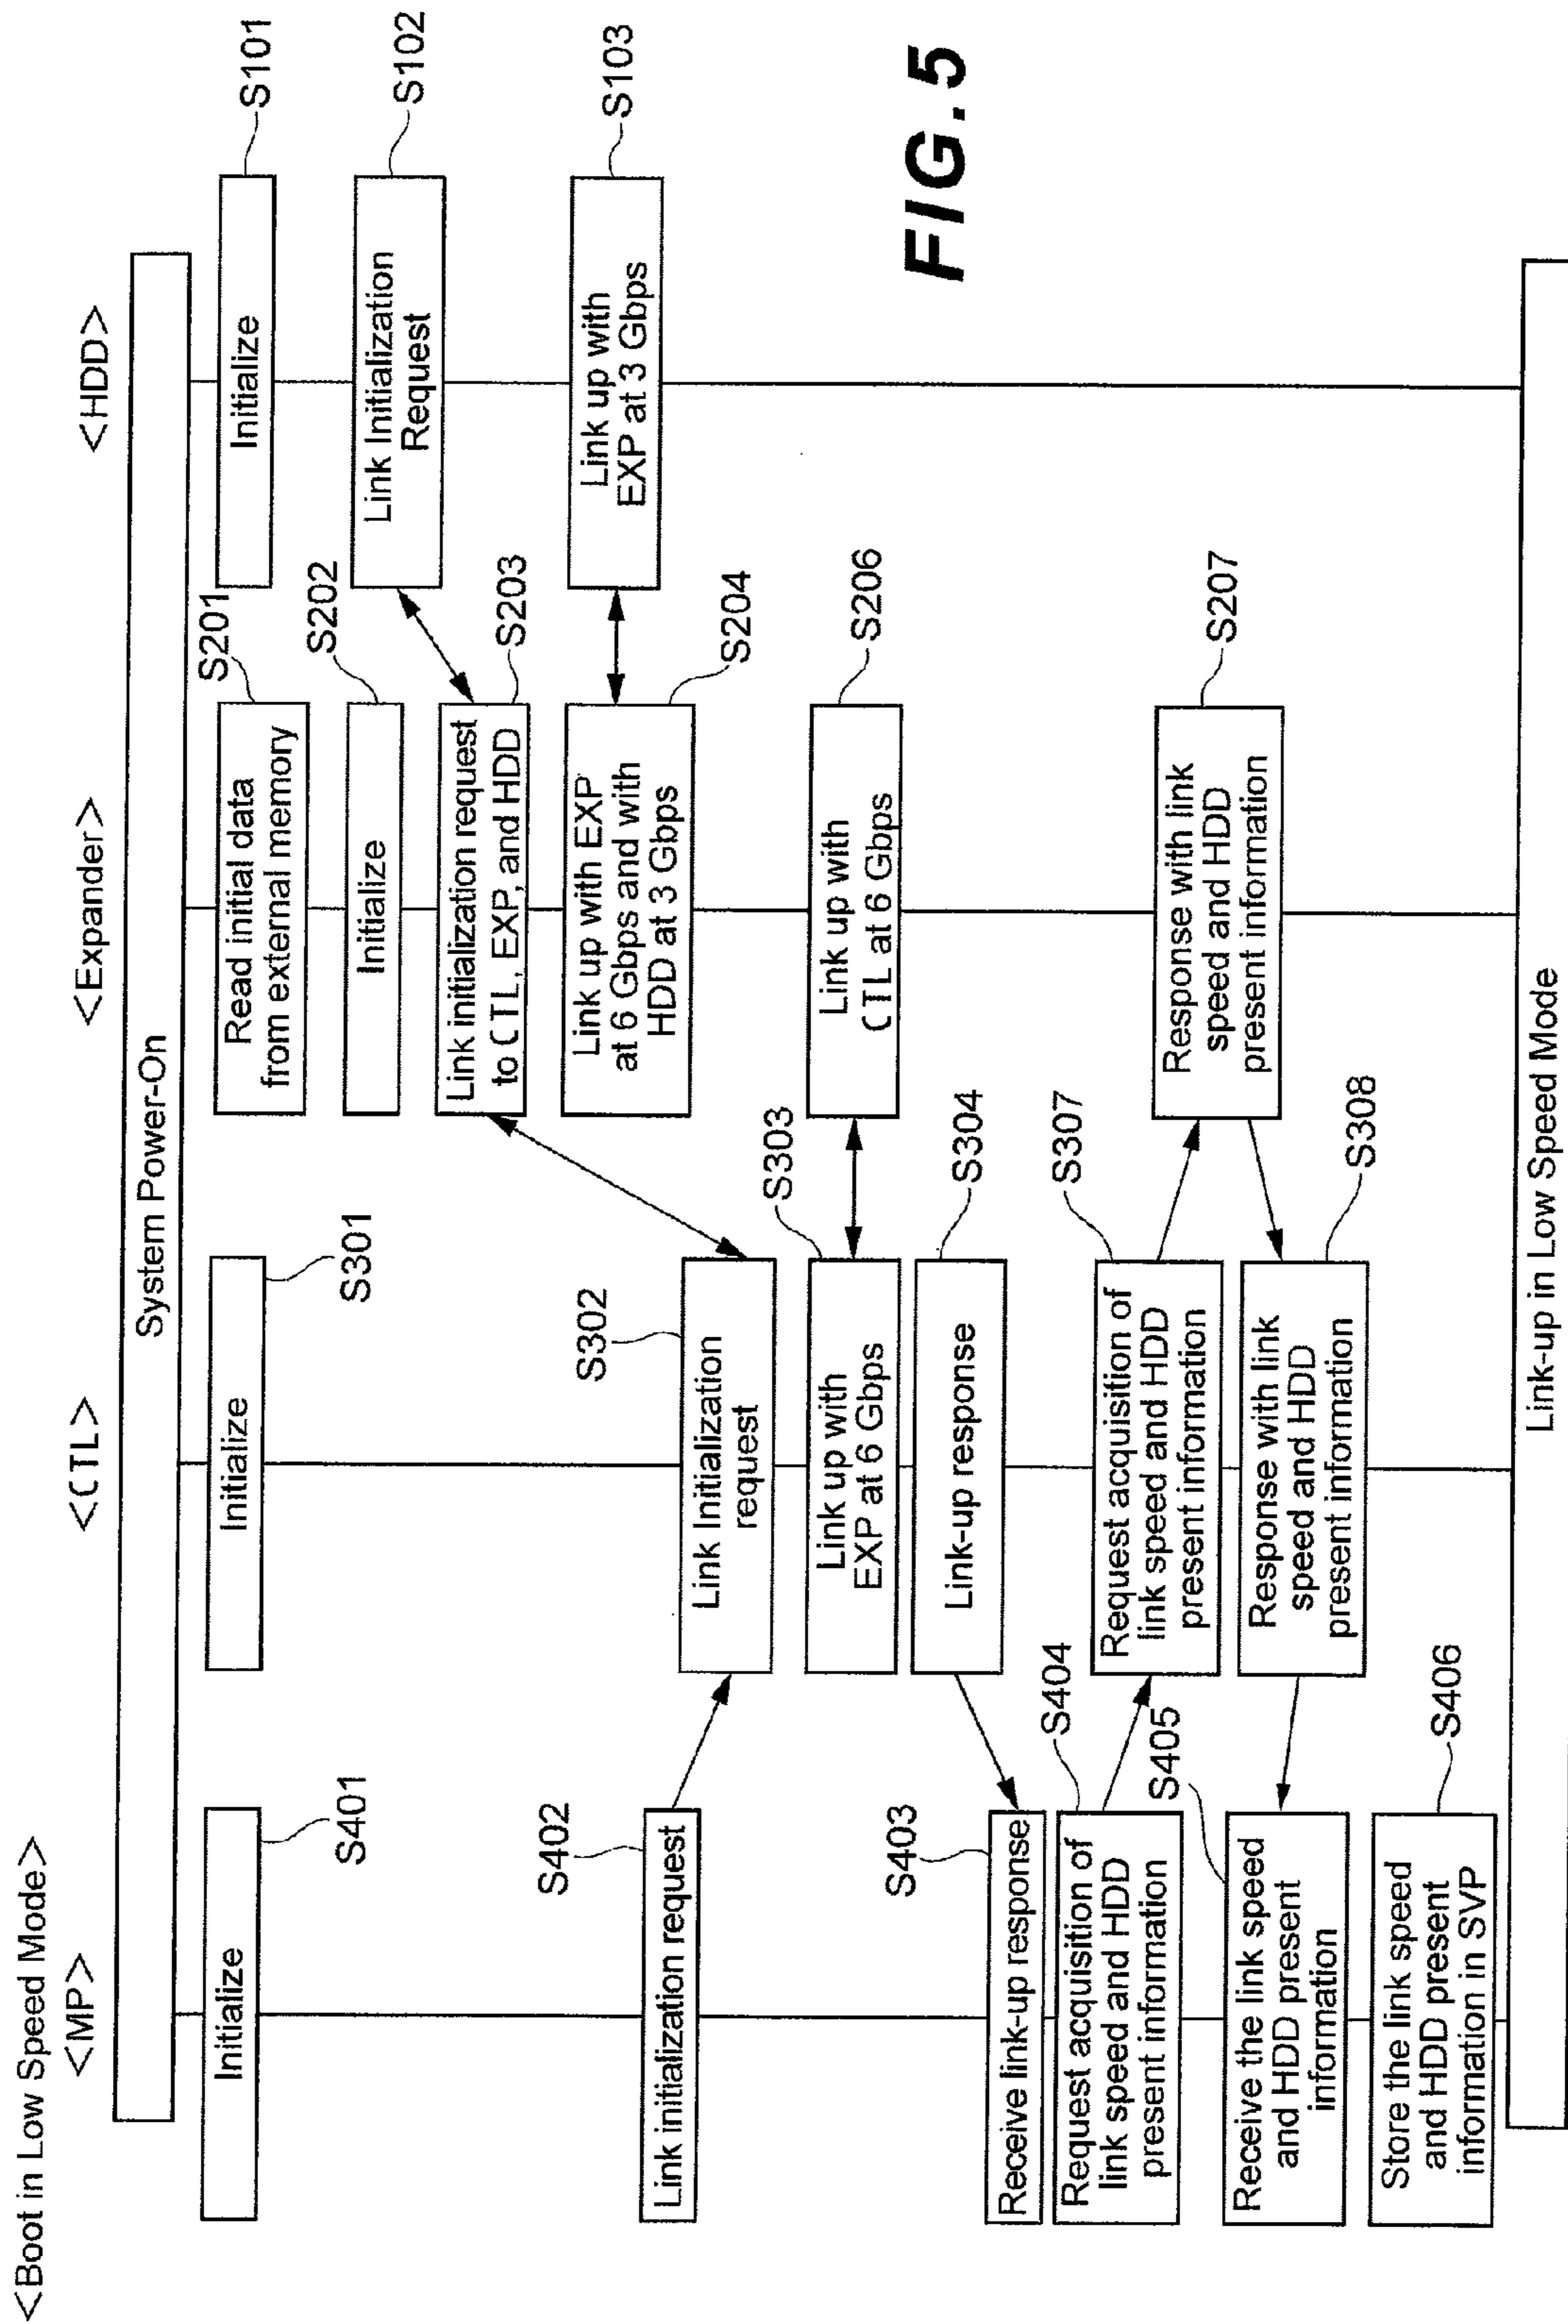 <Boot in Low Speed Mode>
<MP>
<CTL>
<Expander>
<HDD>
System Power-On
Initialize
S401
Link initialization request
S402
Receive link-up response
S403
Request acquisition of
link speed and HDD
present information
S404
Receive the link speed
and HDD present
information
S405
Store the link speed
and HDD present
information in SVP
S406
Initialize
S301
Link Initialization
request
S302
Link up with
EXP at 6 Gbps
S303
Link-up response
S304
Request acquisition of
link speed and HDD
present information
S307
Response with link
speed and HDD
present information
S308
Read initial data
from external memory
S201
Initialize
S202
Link initialization request
to CTL, EXP, and HDD
S203
Link up with EXP
at 6 Gbps and with
HDD at 3 Gbps
S204
Link up with
CTL at 6 Gbps
S206
Response with link
speed and HDD
present information
S207
Initialize
S101
Link Initialization
Request
S102
Link up with
EXP at 3 Gbps
S103
Link-up in Low Speed Mode
FIG. 5